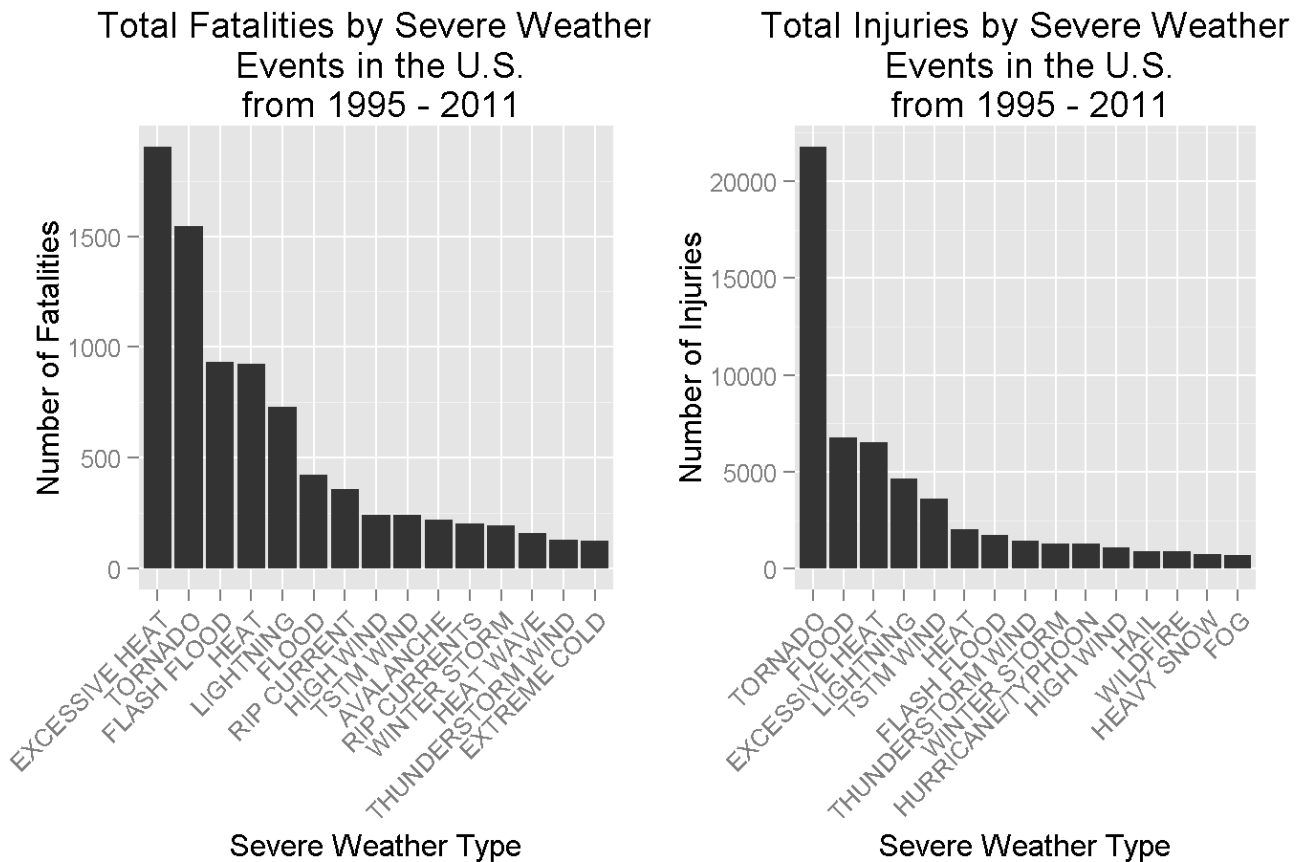 Total Fatalities by Severe Weather
Events in the U.S.
from 1995 - 2011
Number of Fatalities
1500
1000
500
0
EXCESSIVE HEAT
TORNADO
FLASH FLOOD
HEAT
LIGHTNING
FLOOD
RIP CURRENT
HIGH WIND
TSTM WIND
AVALANCHE
RIP CURRENTS
WINTER STORM
HEAT WAVE
THUNDERSTORM WIND
EXTREME COLD
Severe Weather Type
Total Injuries by Severe Weather
Events in the U.S.
from 1995 - 2011
Number of Injuries
20000
15000
10000
5000
0
TORNADO
FLOOD
EXCESSIVE HEAT
LIGHTNING
TSTM WIND
HEAT
FLASH FLOOD
THUNDERSTORM WIND
WINTER STORM
HURRICANE/TYPHOON
HIGH WIND
HAIL
WILDFIRE
HEAVY SNOW
FOG
Severe Weather Type